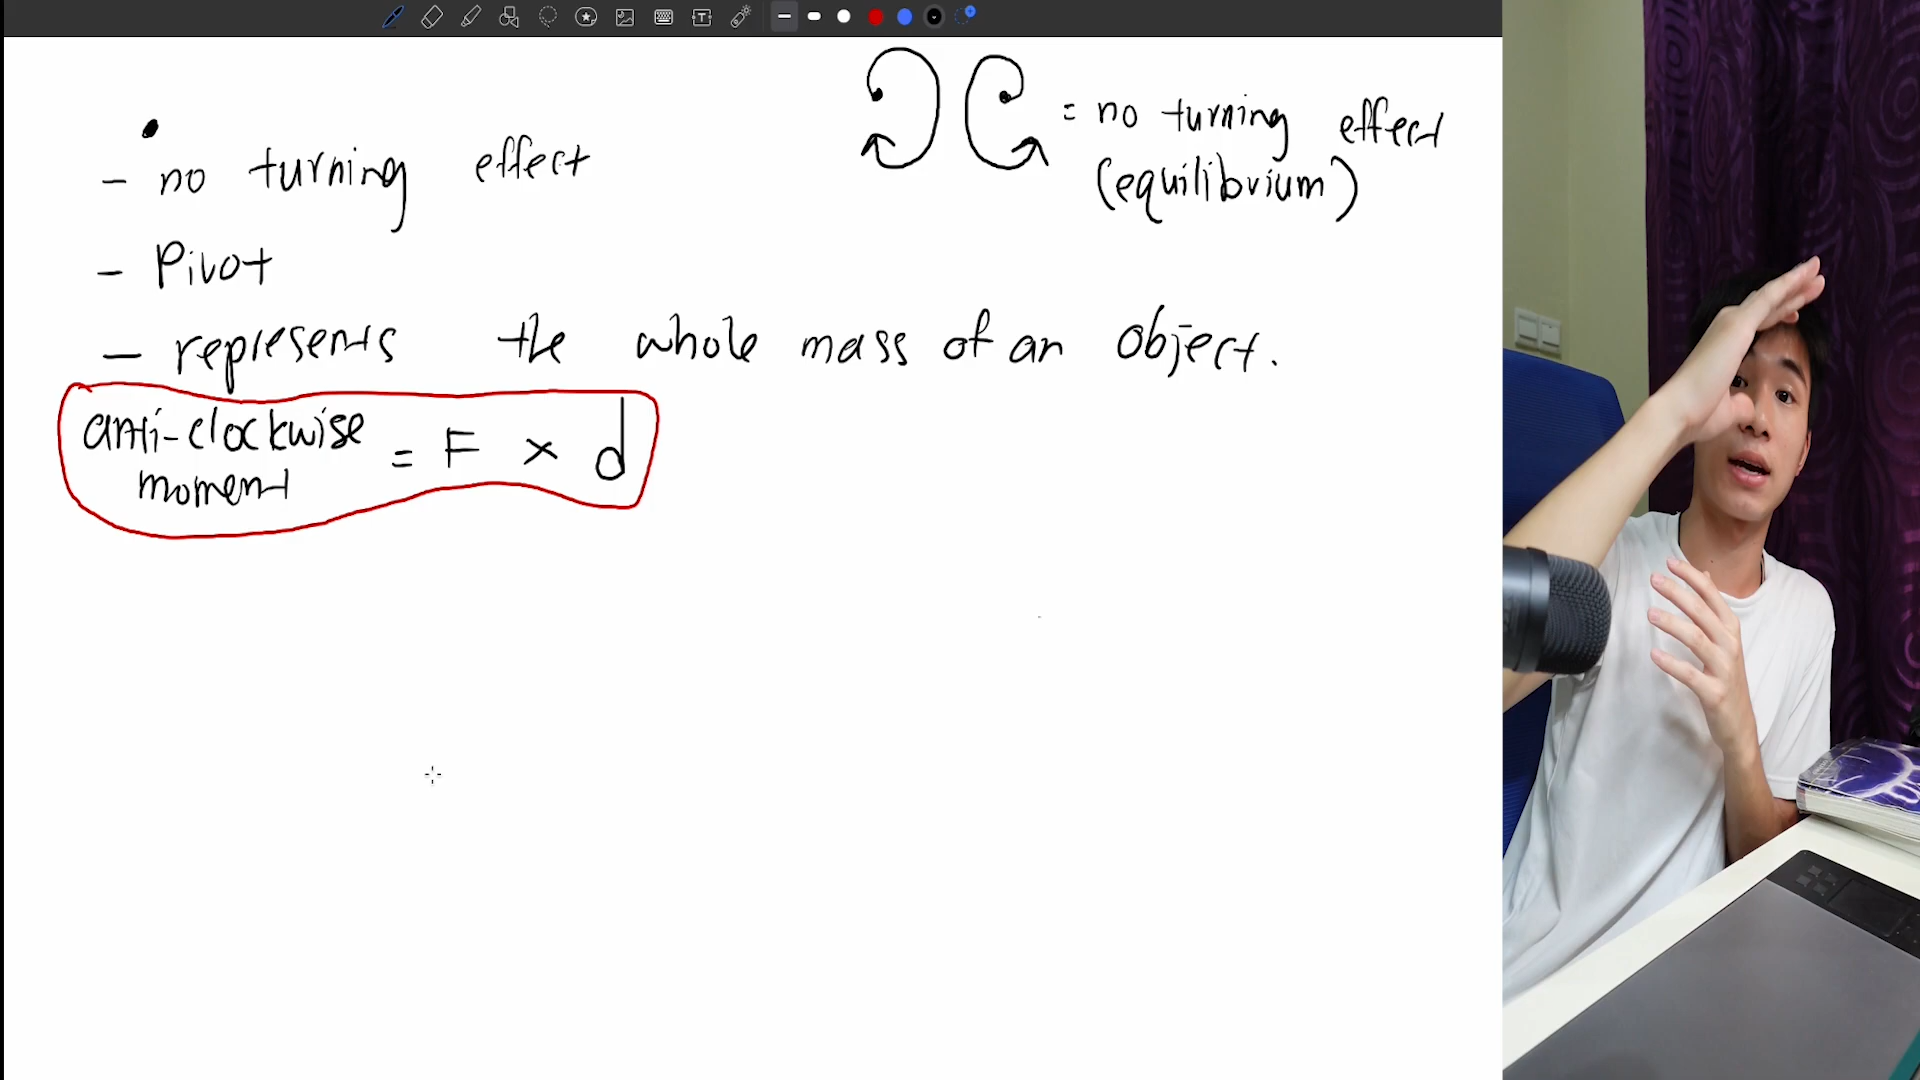 - no turning effect
= no turning effect
(equilibrium)
- Pivot
- represents the whole mass of an object.
anti-clockwise
moment = F × d